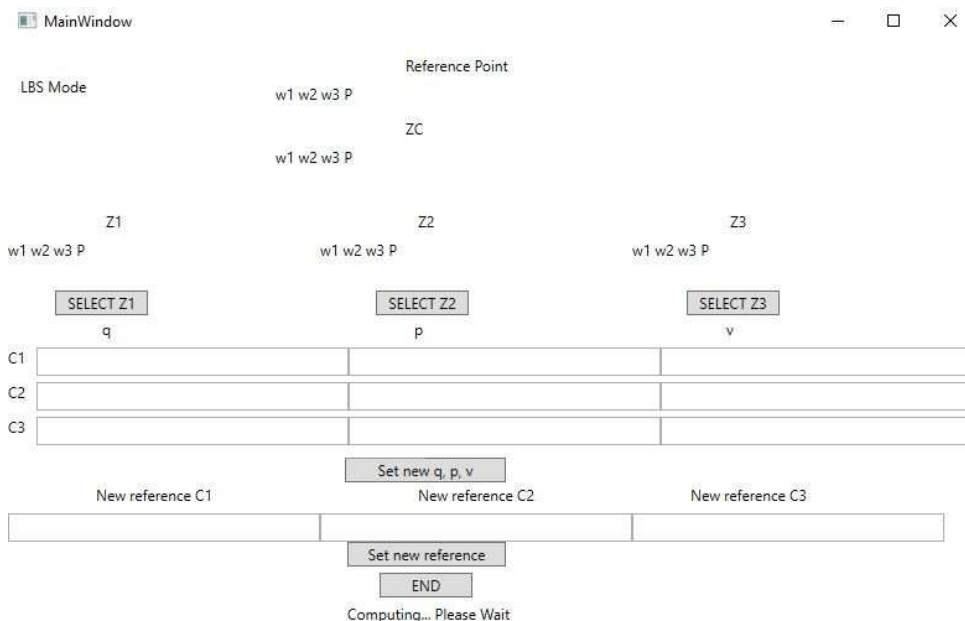 MainWindow
Reference Point
LBS Mode
w1 w2 w3 P
ZC
w1 w2 w3 P
Z1 Z2 Z3
w1 w2 w3 P w1 w2 w3 P w1 w2 w3 P
SELECT Z1 SELECT Z2 SELECT Z3
q p v
C1
C2
C3
Set new q, p, v
New reference C1 New reference C2 New reference C3
Set new reference
END
Computing... Please Wait